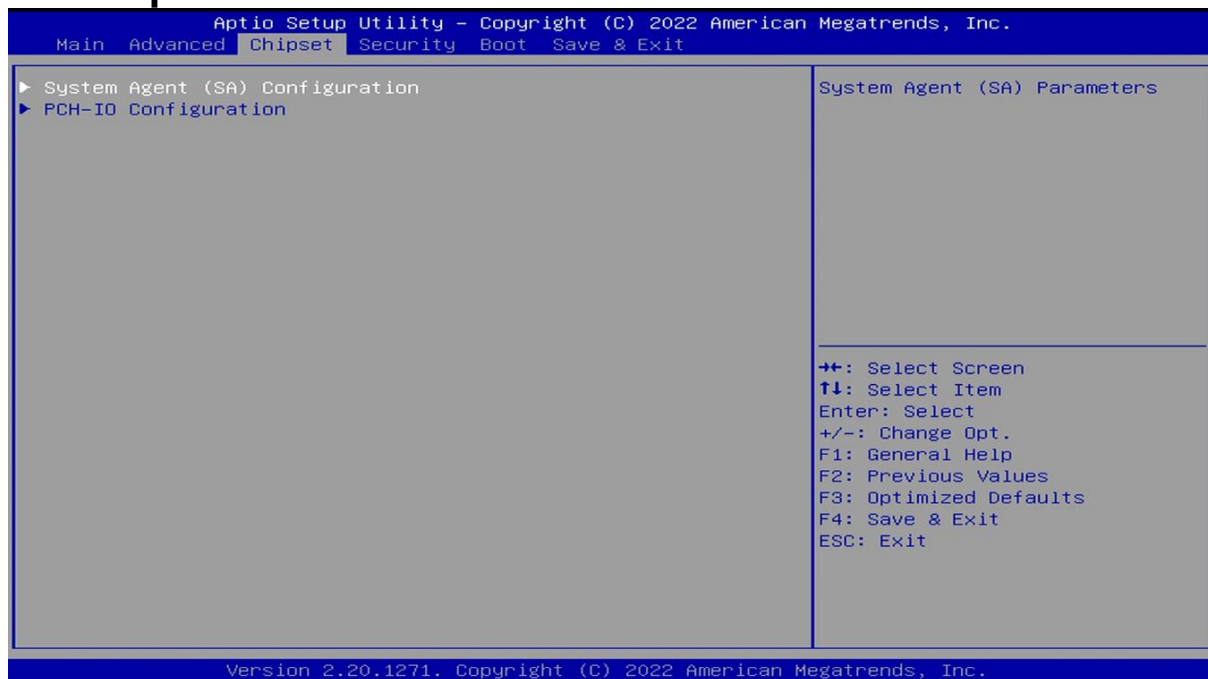 Aptio Setup Utility – Copyright (C) 2022 American Megatrends, Inc.
Main Advanced Chipset Security Boot Save & Exit
▶ System Agent (SA) Configuration
▶ PCH-IO Configuration
System Agent (SA) Parameters
→←: Select Screen
↑↓: Select Item
Enter: Select
+/-: Change Opt.
F1: General Help
F2: Previous Values
F3: Optimized Defaults
F4: Save & Exit
ESC: Exit
Version 2.20.1271. Copyright (C) 2022 American Megatrends, Inc.